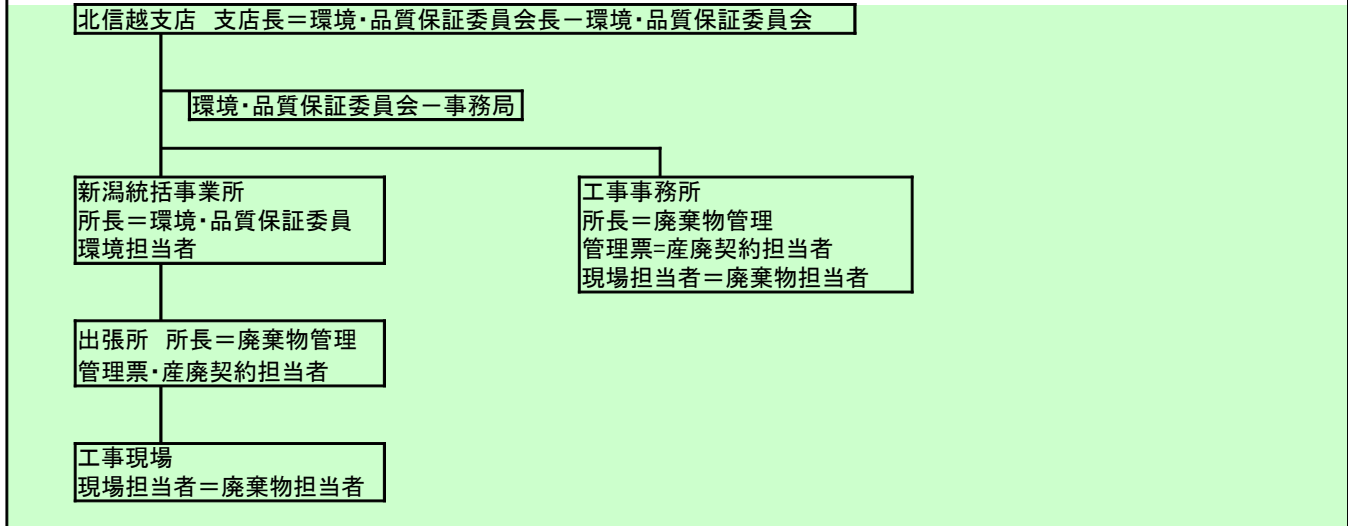 北信越支店　支店長＝環境・品質保証委員会長－環境・品質保証委員会
環境・品質保証委員会－事務局
新潟統括事業所
所長＝環境・品質保証委員
環境担当者
工事事務所
所長＝廃棄物管理
管理票=産廃契約担当者
現場担当者＝廃棄物担当者
出張所　所長＝廃棄物管理
管理票・産廃契約担当者
工事現場
現場担当者＝廃棄物担当者